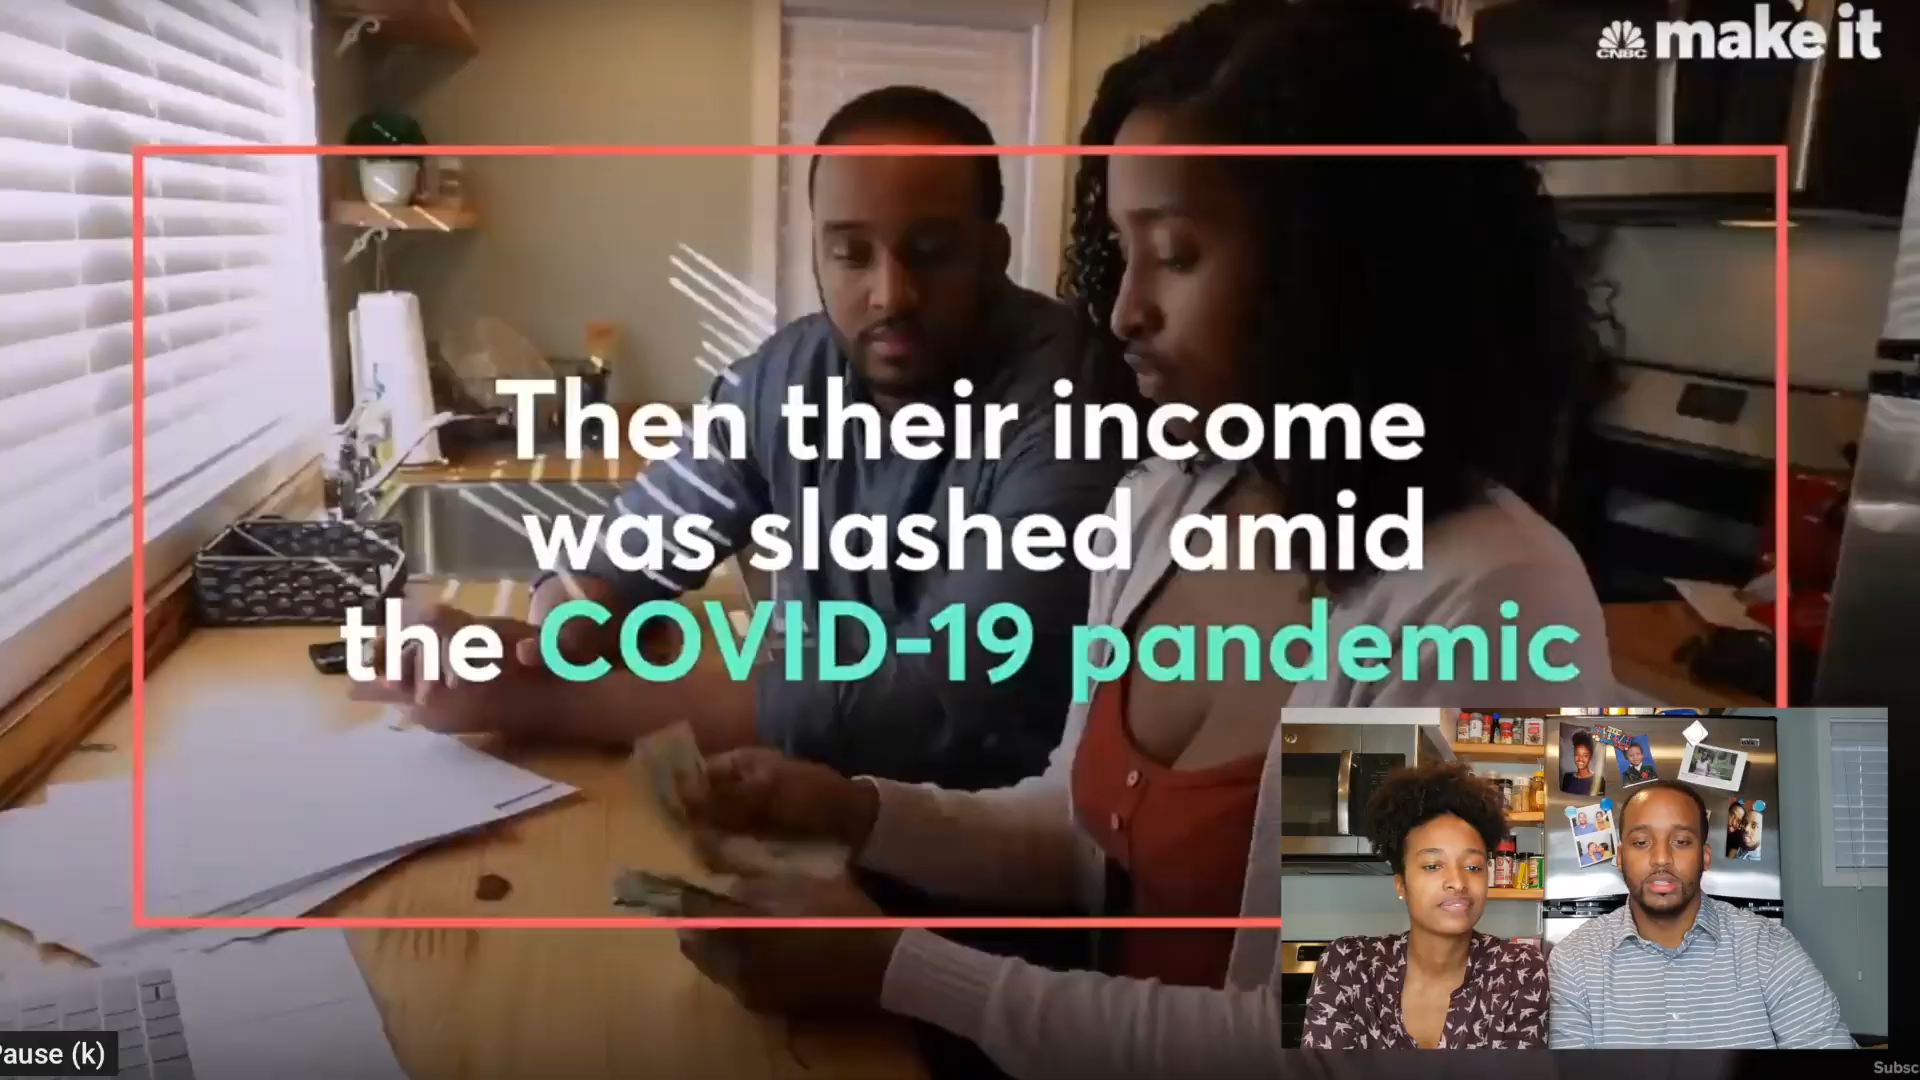 CNBC make it
Then their income
was slashed amid
the COVID-19 pandemic
Pause (k)
Subsc